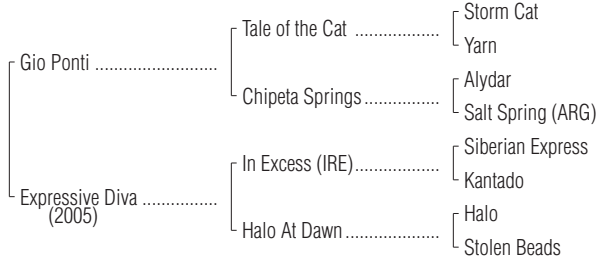 Storm Cat
Tale of the Cat ..................
Yarn
Gio Ponti ..........................
Alydar
Chipeta Springs................
Salt Spring (ARG)
Siberian Express
In Excess (IRE)..................
Kantado
Expressive Diva ................
(2005)
Halo
Halo At Dawn....................
Stolen Beads